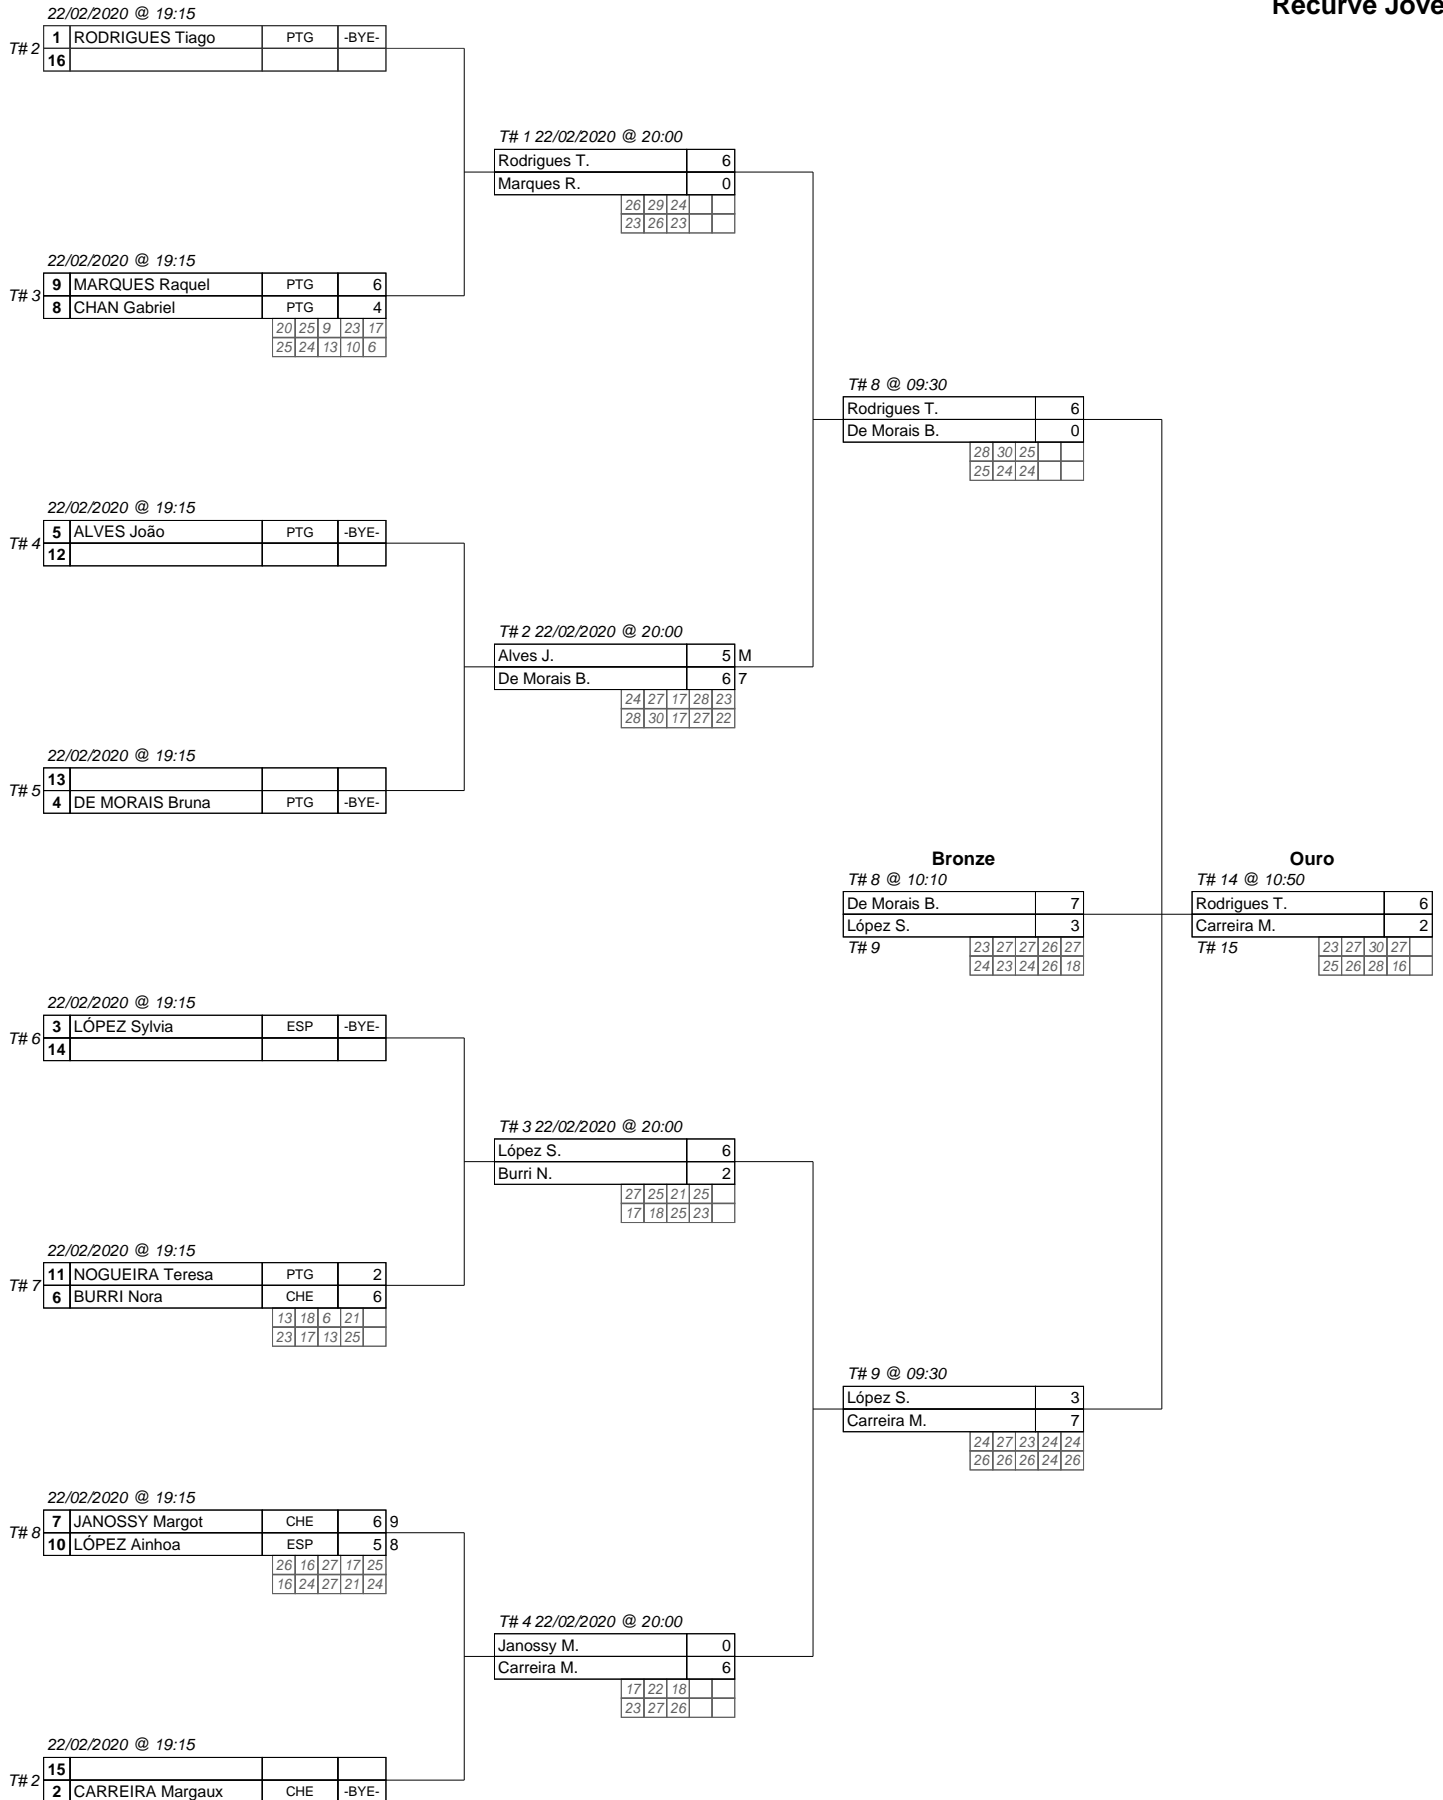 Recurve Jove
22/02/2020 @ 19:15
T# 2
1 RODRIGUES Tiago PTG -BYE-
16
T# 1 22/02/2020 @ 20:00
Rodrigues T. 6
Marques R. 0
26 29 24
23 26 23
22/02/2020 @ 19:15
T# 3
9 MARQUES Raquel PTG 6
8 CHAN Gabriel PTG 4
20 25 9 23 17
25 24 13 10 6
T# 8 @ 09:30
Rodrigues T. 6
De Morais B. 0
28 30 25
25 24 24
22/02/2020 @ 19:15
T# 4
5 ALVES João PTG -BYE-
12
T# 2 22/02/2020 @ 20:00
Alves J. 5 M
De Morais B. 6 7
24 27 17 28 23
28 30 17 27 22
22/02/2020 @ 19:15
T# 5
13
4 DE MORAIS Bruna PTG -BYE-
Bronze
T# 8 @ 10:10
De Morais B. 7
López S. 3
T# 9
23 27 27 26 27
24 23 24 26 18
Ouro
T# 14 @ 10:50
Rodrigues T. 6
Carreira M. 2
T# 15
23 27 30 27
25 26 28 16
22/02/2020 @ 19:15
T# 6
3 LÓPEZ Sylvia ESP -BYE-
14
T# 3 22/02/2020 @ 20:00
López S. 6
Burri N. 2
27 25 21 25
17 18 25 23
22/02/2020 @ 19:15
T# 7
11 NOGUEIRA Teresa PTG 2
6 BURRI Nora CHE 6
13 18 6 21
23 17 13 25
T# 9 @ 09:30
López S. 3
Carreira M. 7
24 27 23 24 24
26 26 26 24 26
22/02/2020 @ 19:15
T# 8
7 JANOSSY Margot CHE 6 9
10 LÓPEZ Ainhoa ESP 5 8
26 16 27 17 25
16 24 27 21 24
T# 4 22/02/2020 @ 20:00
Janossy M. 0
Carreira M. 6
17 22 18
23 27 26
22/02/2020 @ 19:15
T# 2
15
2 CARREIRA Margaux CHE -BYE-